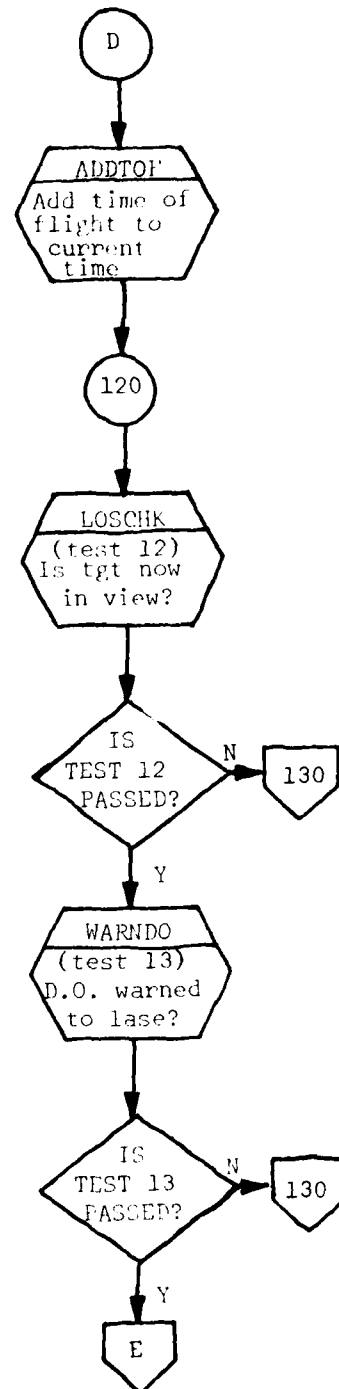 D
ADDTOF
Add time of
flight to
current
time
120
LOSCHK
(test 12)
Is tgt now
in view?
IS
TEST 12
PASSED?
N
130
Y
WARNDO
(test 13)
D.O. warned
to lase?
IS
TEST 13
PASSED?
N
130
Y
E